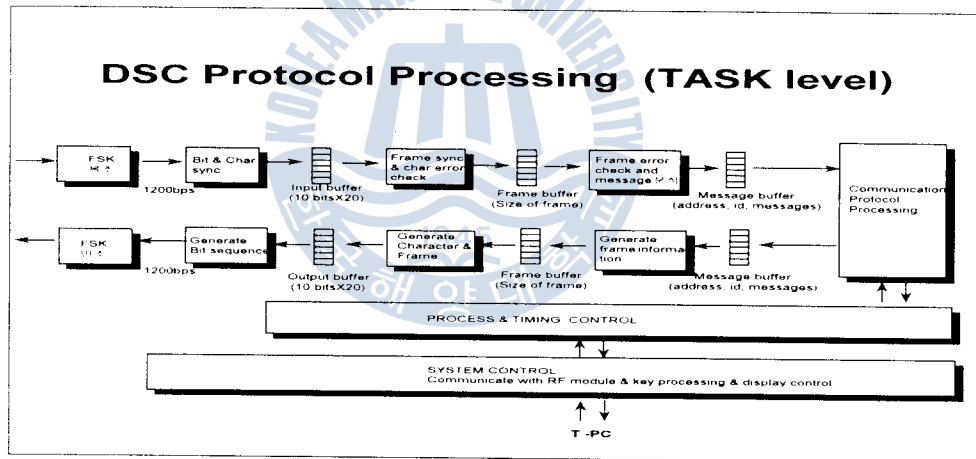 DSC Protocol Processing (TASK level)
FSK
1200bps
Bit & Char
sync
Input buffer
(10 bitsX20)
Frame sync
& char error
check
Frame buffer
(Size of frame)
Frame error
check and
message
Message buffer
(address, id, messages)
Communication
Protocol
Processing
FSK
1200bps
Generate
Bit sequence
Output buffer
(10 bitsX20)
Generate
Character &
Frame
Frame buffer
(Size of frame)
Generate
frame informa
tion
Message buffer
(address, id, messages)
PROCESS & TIMING CONTROL
SYSTEM CONTROL
Communicate with RF module & key processing & display control
T -PC
1945